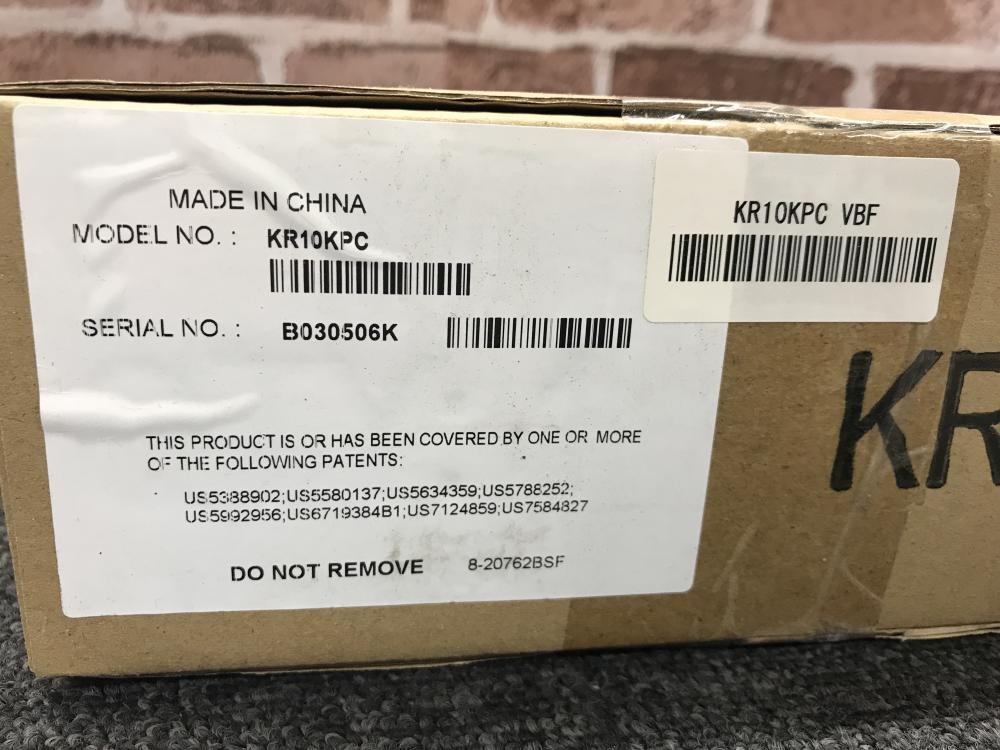 MADE IN CHINA
MODEL NO. : KR10KPC
SERIAL NO. : B030506K
THIS PRODUCT IS OR HAS BEEN COVERED BY ONE OR MORE
OF THE FOLLOWING PATENTS:
US5388902;US5580137;US5634359;US5788252;
US5992956;US6719384B1;US7124859;US7584827
DO NOT REMOVE 8-20762BSF
KR10KPC VBF
KR